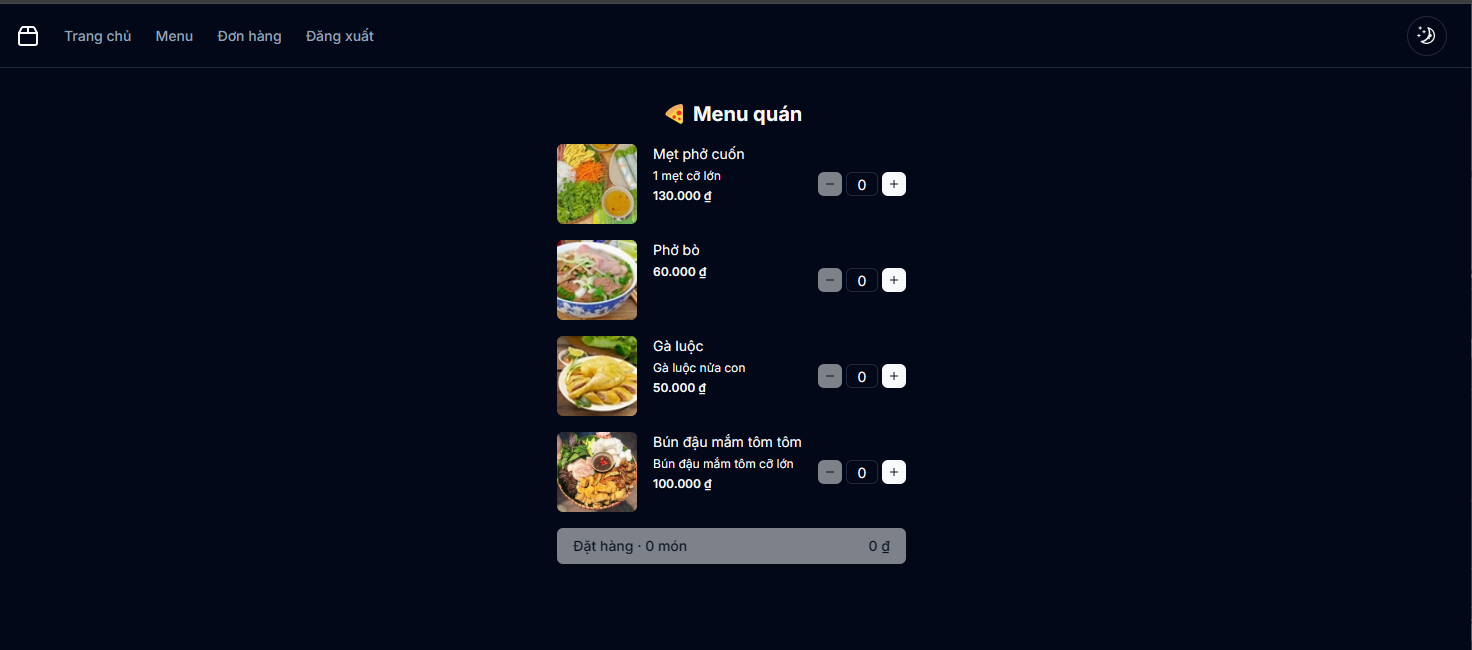 Trang chủ Menu Đơn hàng Đăng xuất
🍕 Menu quán
Mẹt phở cuốn
1 mẹt cỡ lớn
130.000 ₫
− 0 +
Phở bò
60.000 ₫
− 0 +
Gà luộc
Gà luộc nửa con
50.000 ₫
− 0 +
Bún đậu mắm tôm tôm
Bún đậu mắm tôm cỡ lớn
100.000 ₫
− 0 +
Đặt hàng · 0 món 0 ₫